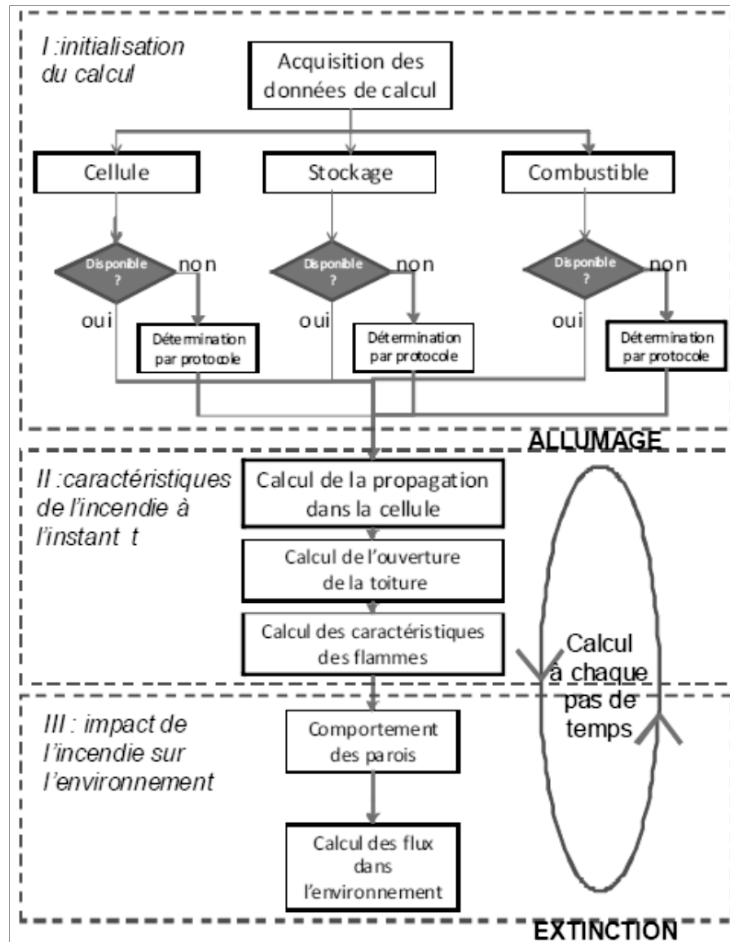 I :initialisation
du calcul
Acquisition des
données de calcul
Cellule
Stockage
Combustible
Disponible
?
non
oui
Disponible
?
non
oui
Disponible
?
non
oui
Détermination
par protocole
Détermination
par protocole
Détermination
par protocole
ALLUMAGE
II :caractéristiques
de l'incendie à
l'instant t
Calcul de la propagation
dans la cellule
Calcul de l'ouverture
de la toiture
Calcul des caractéristiques
des flammes
Calcul
à chaque
pas de
temps
III : impact de
l'incendie sur
l'environnement
Comportement
des parois
Calcul des flux
dans
l'environnement
EXTINCTION